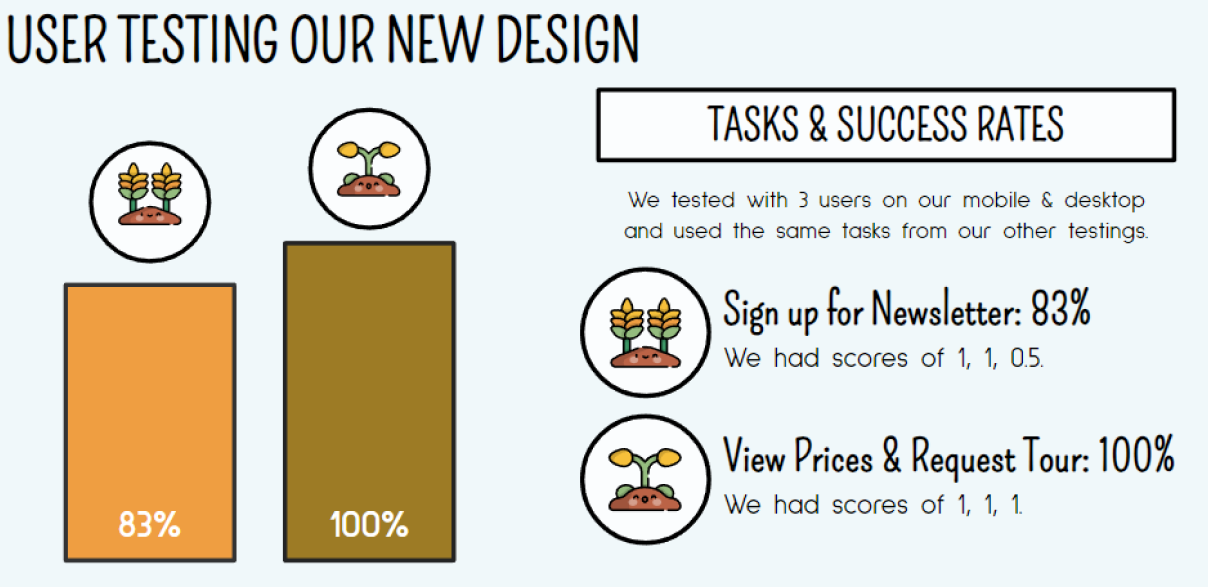 USER TESTING OUR NEW DESIGN
83%
100%
TASKS & SUCCESS RATES
We tested with 3 users on our mobile & desktop
and used the same tasks from our other testings.
Sign up for Newsletter: 83%
We had scores of 1, 1, 0.5.
View Prices & Request Tour: 100%
We had scores of 1, 1, 1.